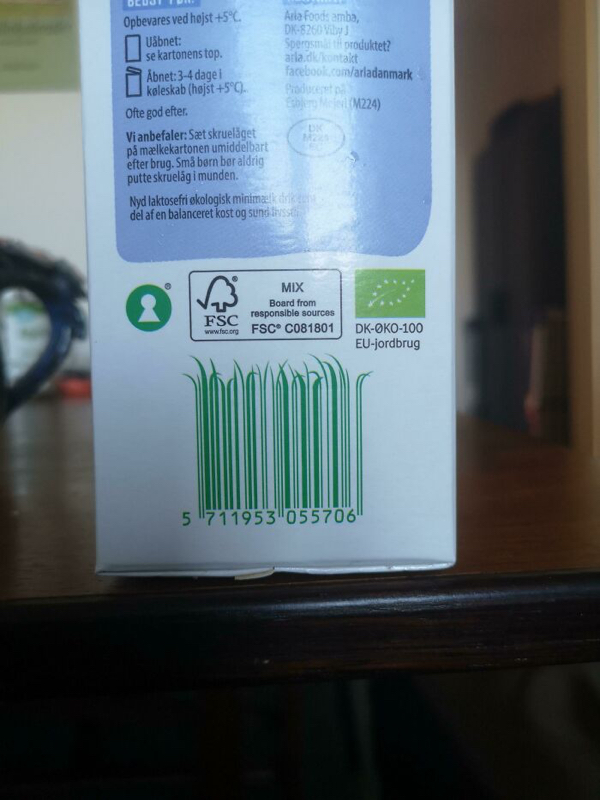 BEDST FØR:
Opbevares ved højst +5°C.
Uåbnet:
se kartonens top.
Åbnet: 3-4 dage i
køleskab (højst +5°C).
Ofte god efter.
Vi anbefaler: Sæt skruelåget
på mælkekartonen umiddelbart
efter brug. Små børn bør aldrig
putte skruelåg i munden.
Nyd laktosefri økologisk minimælk
del af en balanceret kost og sund livsstil.
Arla Foods amba,
DK-8260 Viby J
Spørgsmål til produktet?
arla.dk/kontakt
facebook.com/arladanmark
Produceret på
Esbjerg Mejeri (M224)
DK
®
FSC®
www.fsc.org
MIX
Board from
responsible sources
FSC® C081801
DK-ØKO-100
EU-jordbrug
5 711953 055706